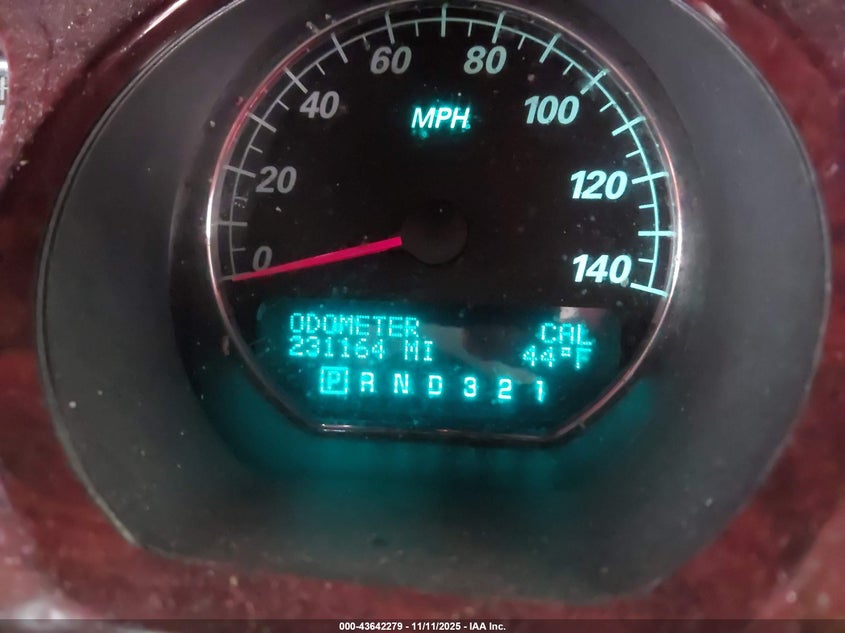 60 80
40 MPH 100
20 120
0 140
ODOMETER CAL
231164 MI 44°F
P R N D 3 2 1
000-43642279 - 11/11/2025 - IAA Inc.